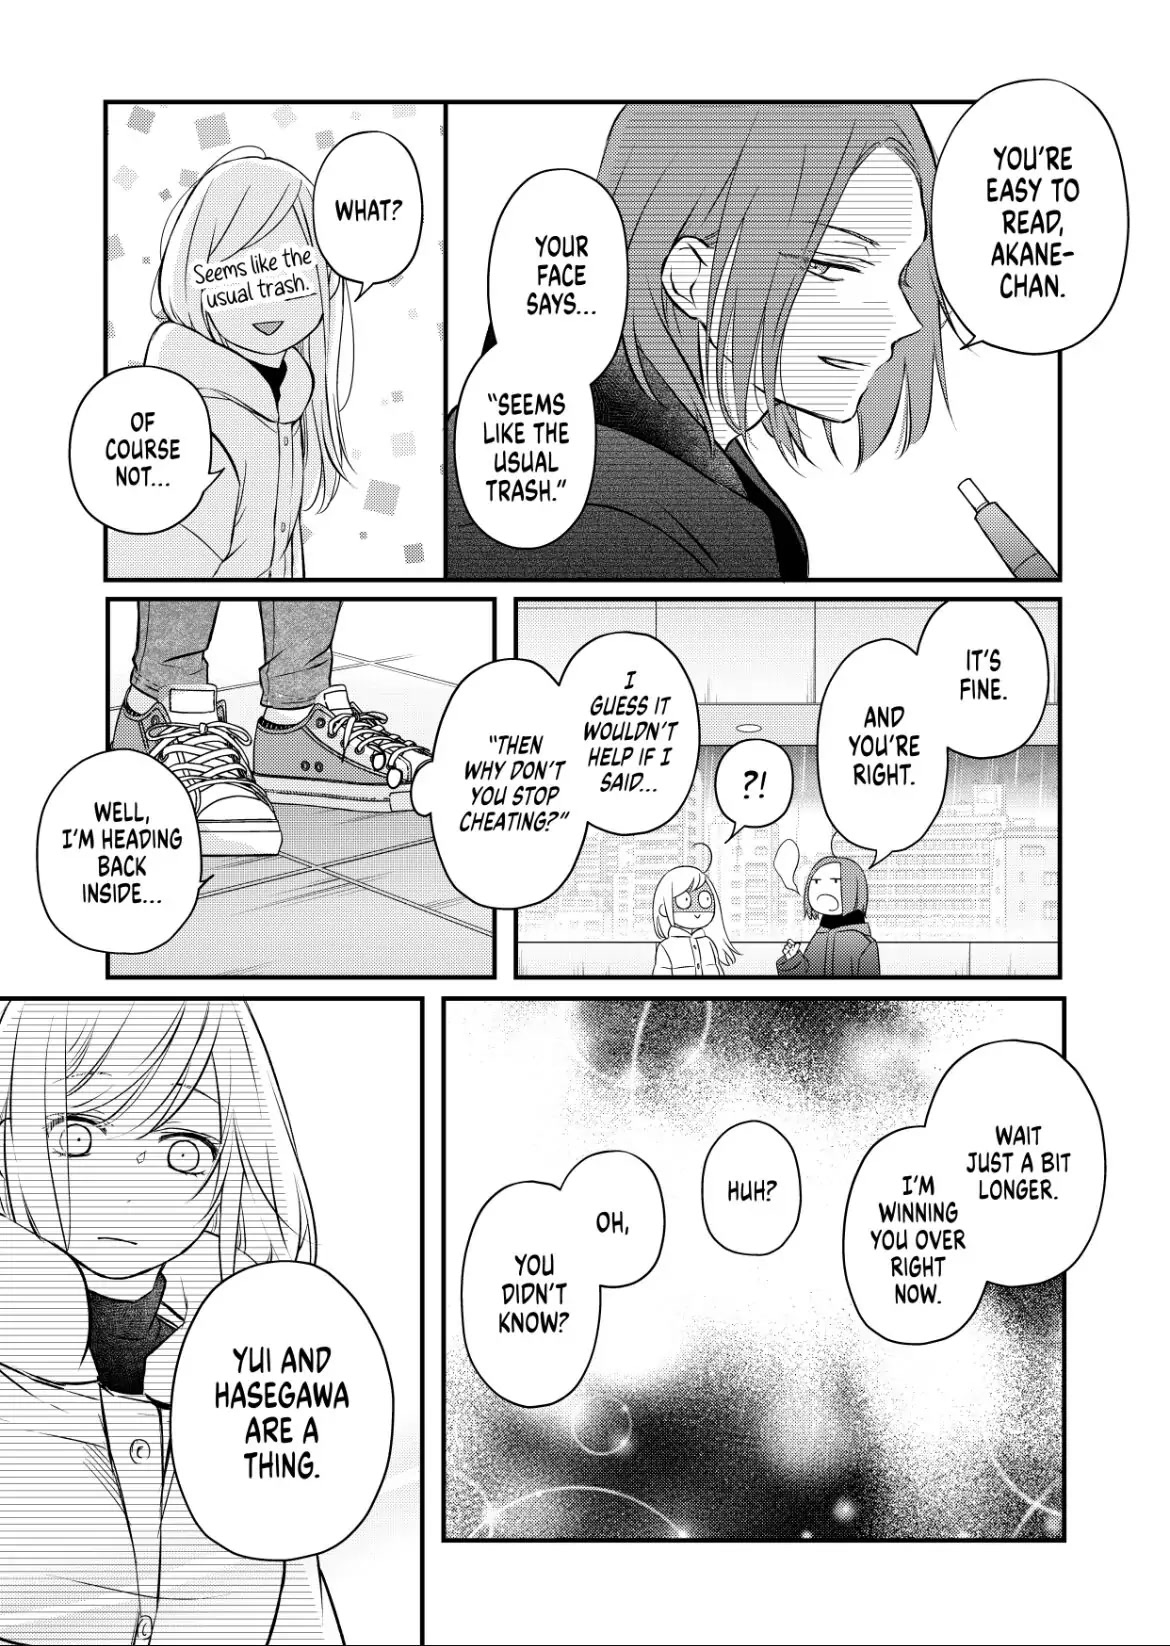 YOU'RE
EASY TO
READ,
AKANE-
CHAN.
YOUR
FACE
SAYS...
"SEEMS
LIKE THE
USUAL
TRASH."
WHAT?
Seems like the
usual trash.
OF
COURSE
NOT...
IT'S
FINE.
AND
YOU'RE
RIGHT.
?!
I
GUESS IT
WOULDN'T
HELP IF I
SAID...
"THEN
WHY DON'T
YOU STOP
CHEATING?"
WELL,
I'M HEADING
BACK
INSIDE...
WAIT
JUST A BIT
LONGER.
I'M
WINNING
YOU OVER
RIGHT
NOW.
HUH?
OH,
YOU
DIDN'T
KNOW?
YUI AND
HASEGAWA
ARE A
THING.